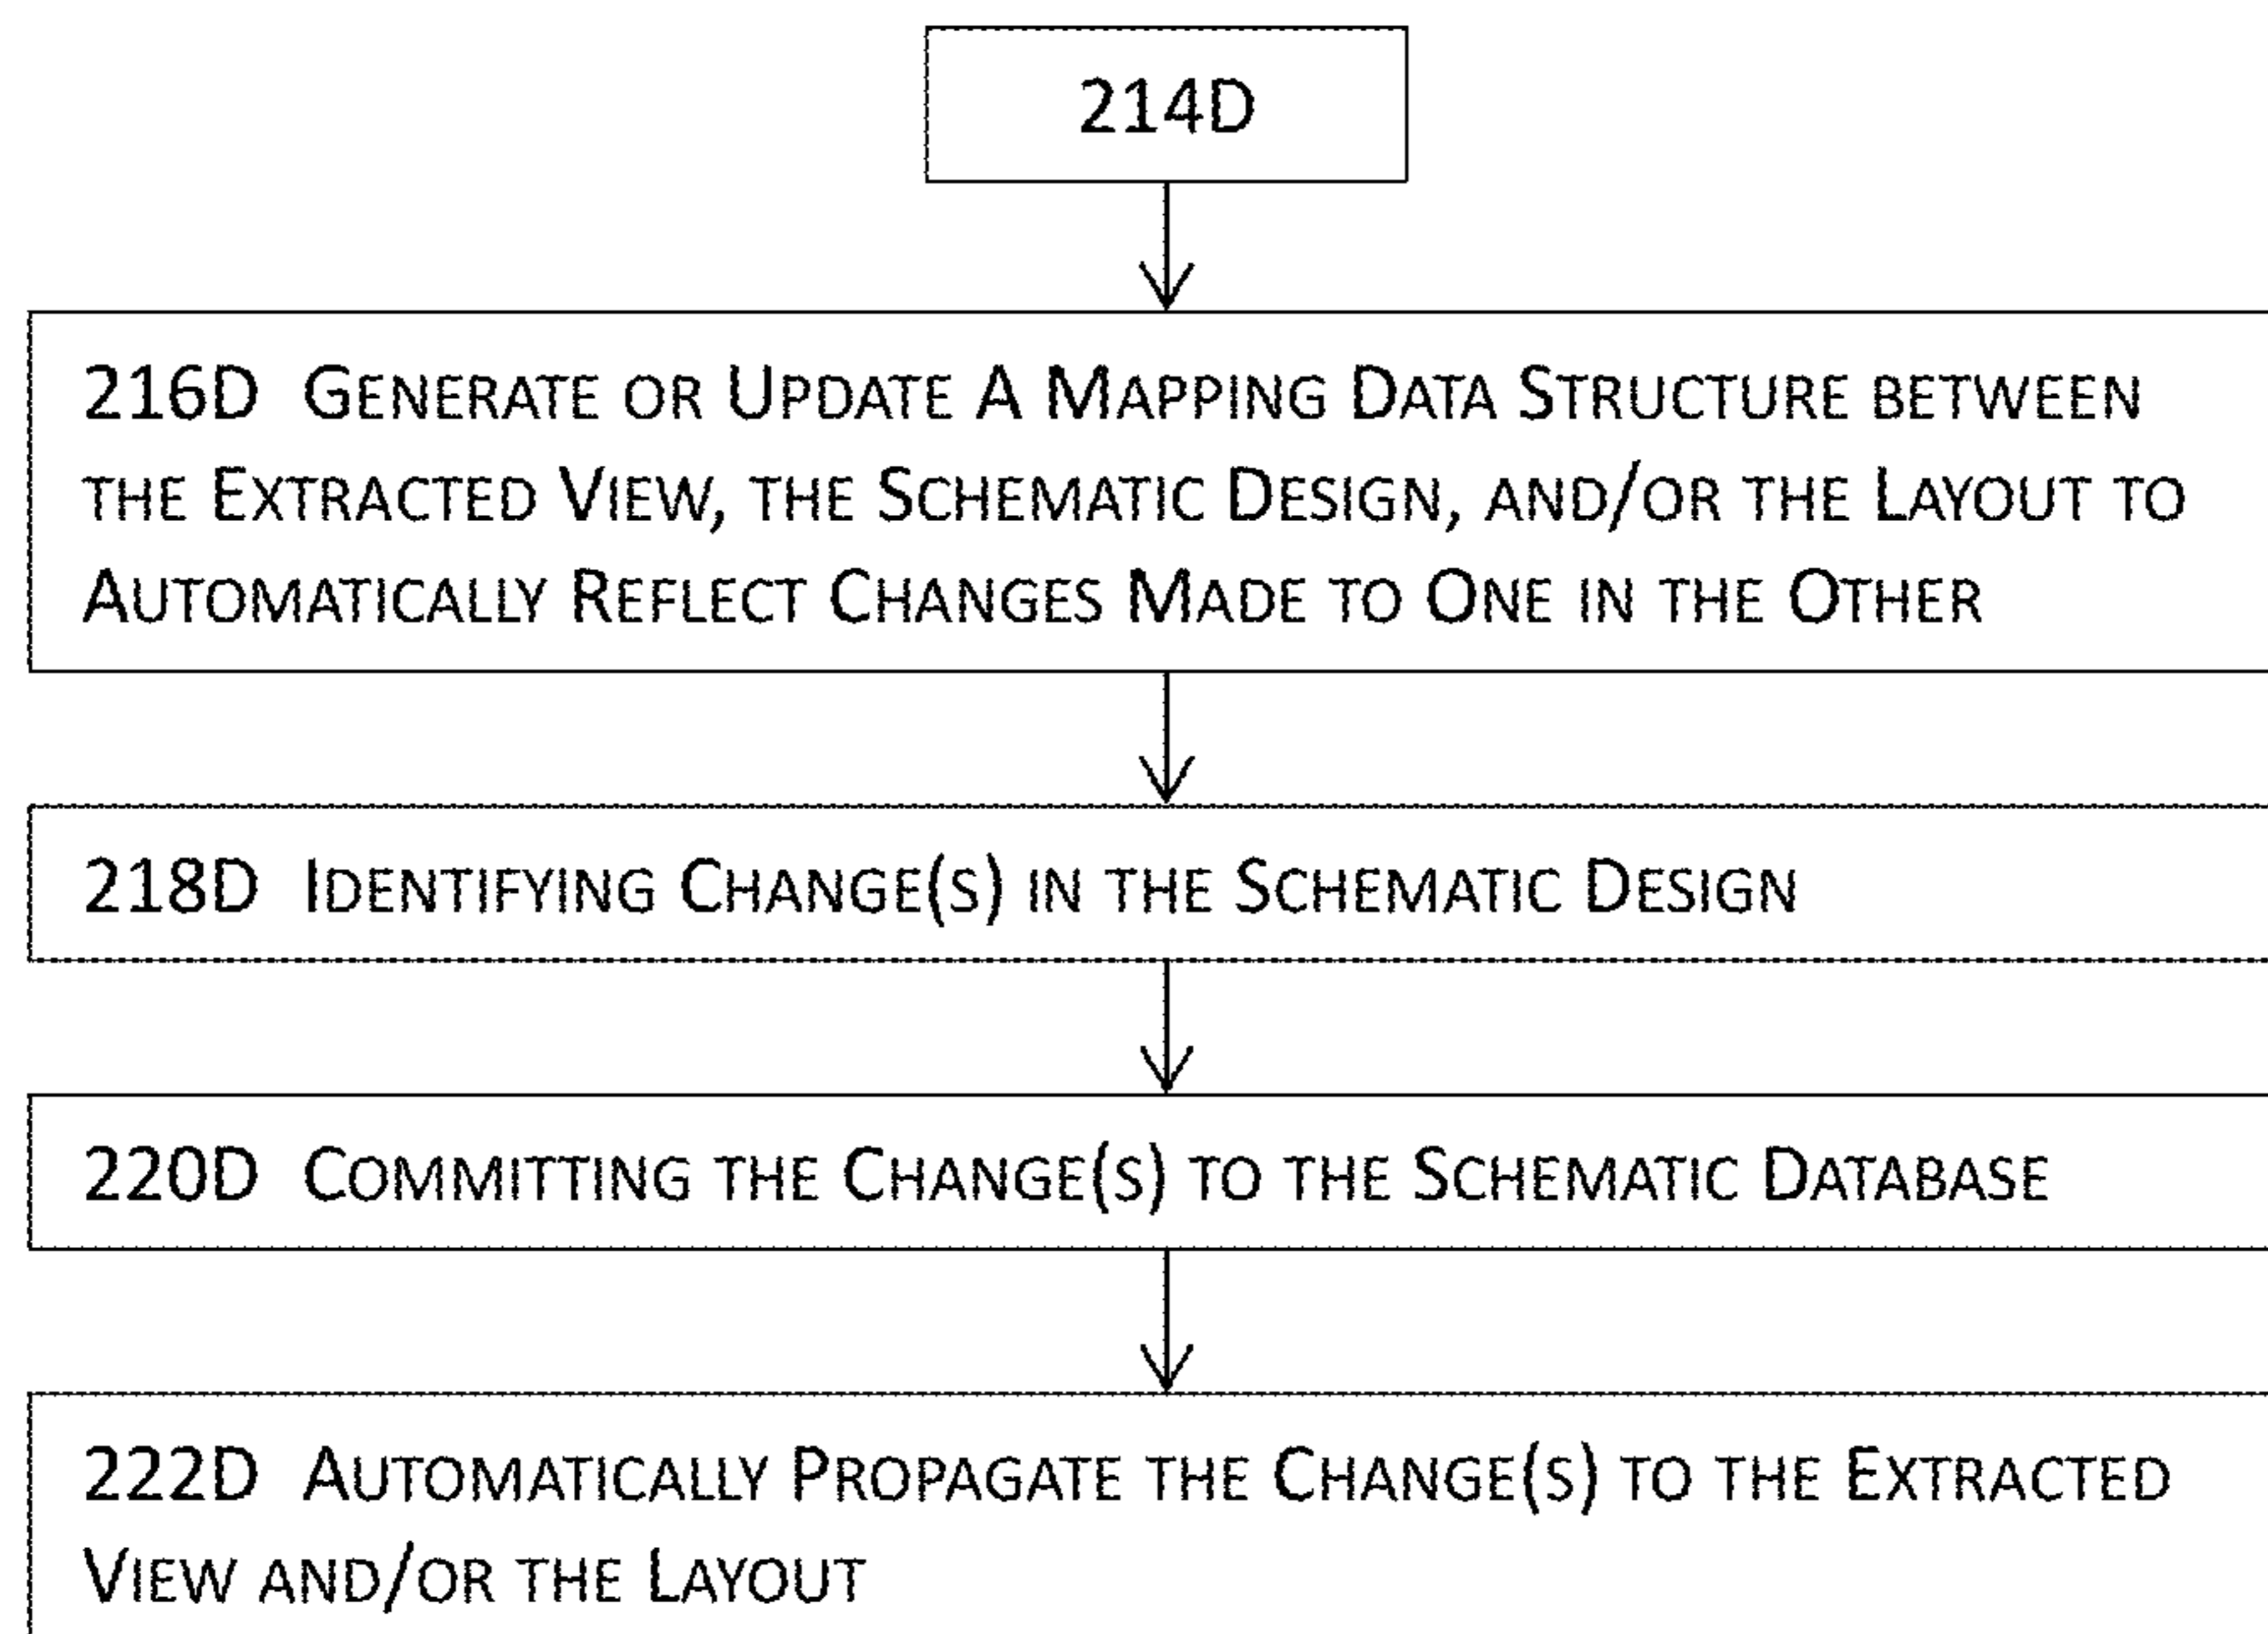 214D
216D GENERATE OR UPDATE A MAPPING DATA STRUCTURE BETWEEN
THE EXTRACTED VIEW, THE SCHEMATIC DESIGN, AND/OR THE LAYOUT TO
AUTOMATICALLY REFLECT CHANGES MADE TO ONE IN THE OTHER
218D IDENTIFYING CHANGE(S) IN THE SCHEMATIC DESIGN
220D COMMITTING THE CHANGE(S) TO THE SCHEMATIC DATABASE
222D AUTOMATICALLY PROPAGATE THE CHANGE(S) TO THE EXTRACTED
VIEW AND/OR THE LAYOUT